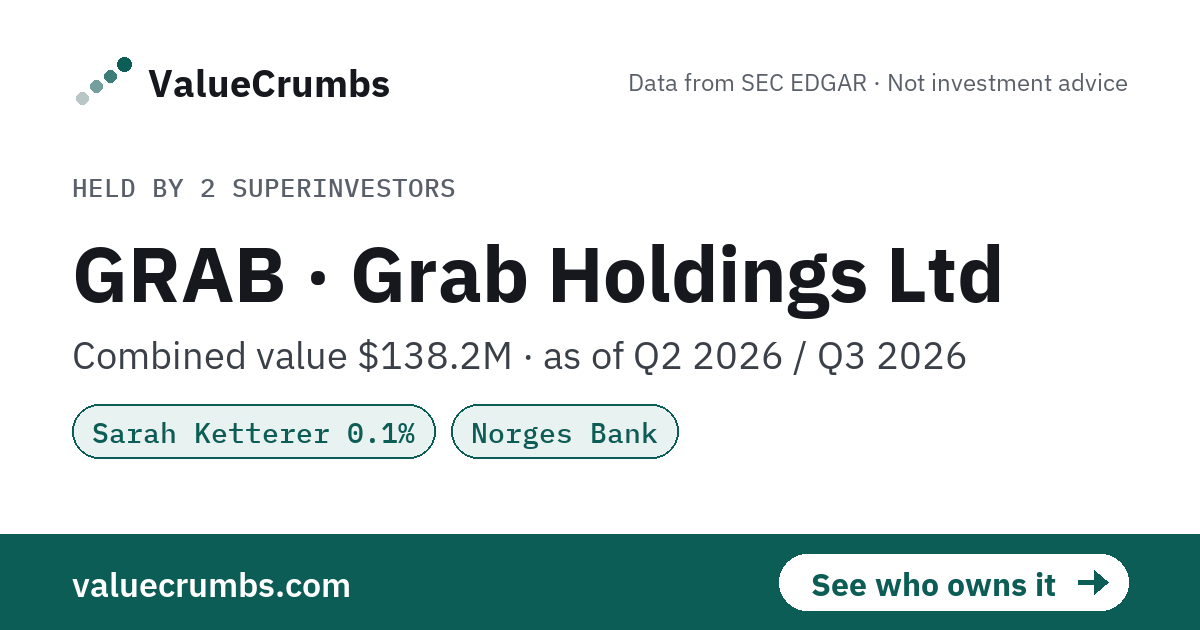 ValueCrumbs
Data from SEC EDGAR · Not investment advice
HELD BY 2 SUPERINVESTORS
GRAB · Grab Holdings Ltd
Combined value $138.2M · as of Q2 2026 / Q3 2026
Sarah Ketterer 0.1%
Norges Bank
valuecrumbs.com
See who owns it →